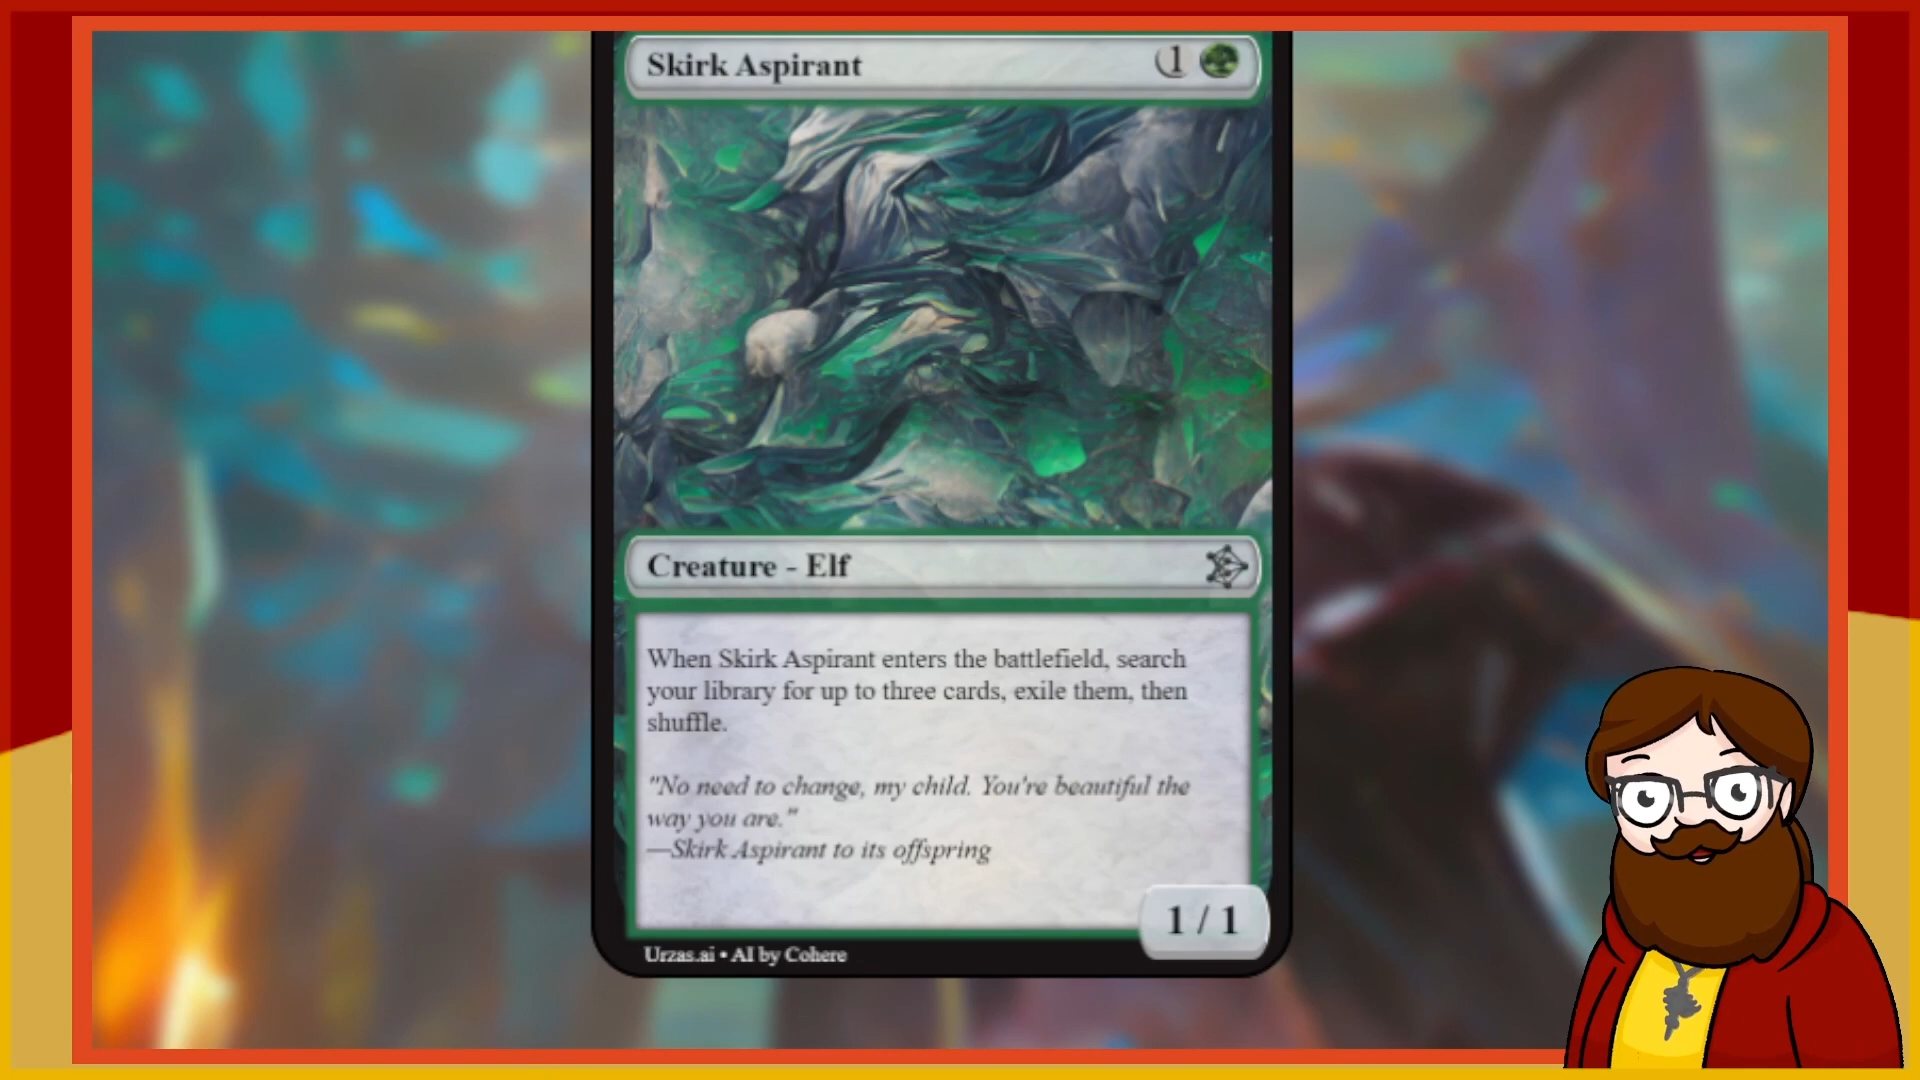 Skirk Aspirant 1
Creature - Elf
When Skirk Aspirant enters the battlefield, search
your library for up to three cards, exile them, then
shuffle.
"No need to change, my child. You're beautiful the
way you are."
—Skirk Aspirant to its offspring
1 / 1
Urzas.ai • AI by Cohere